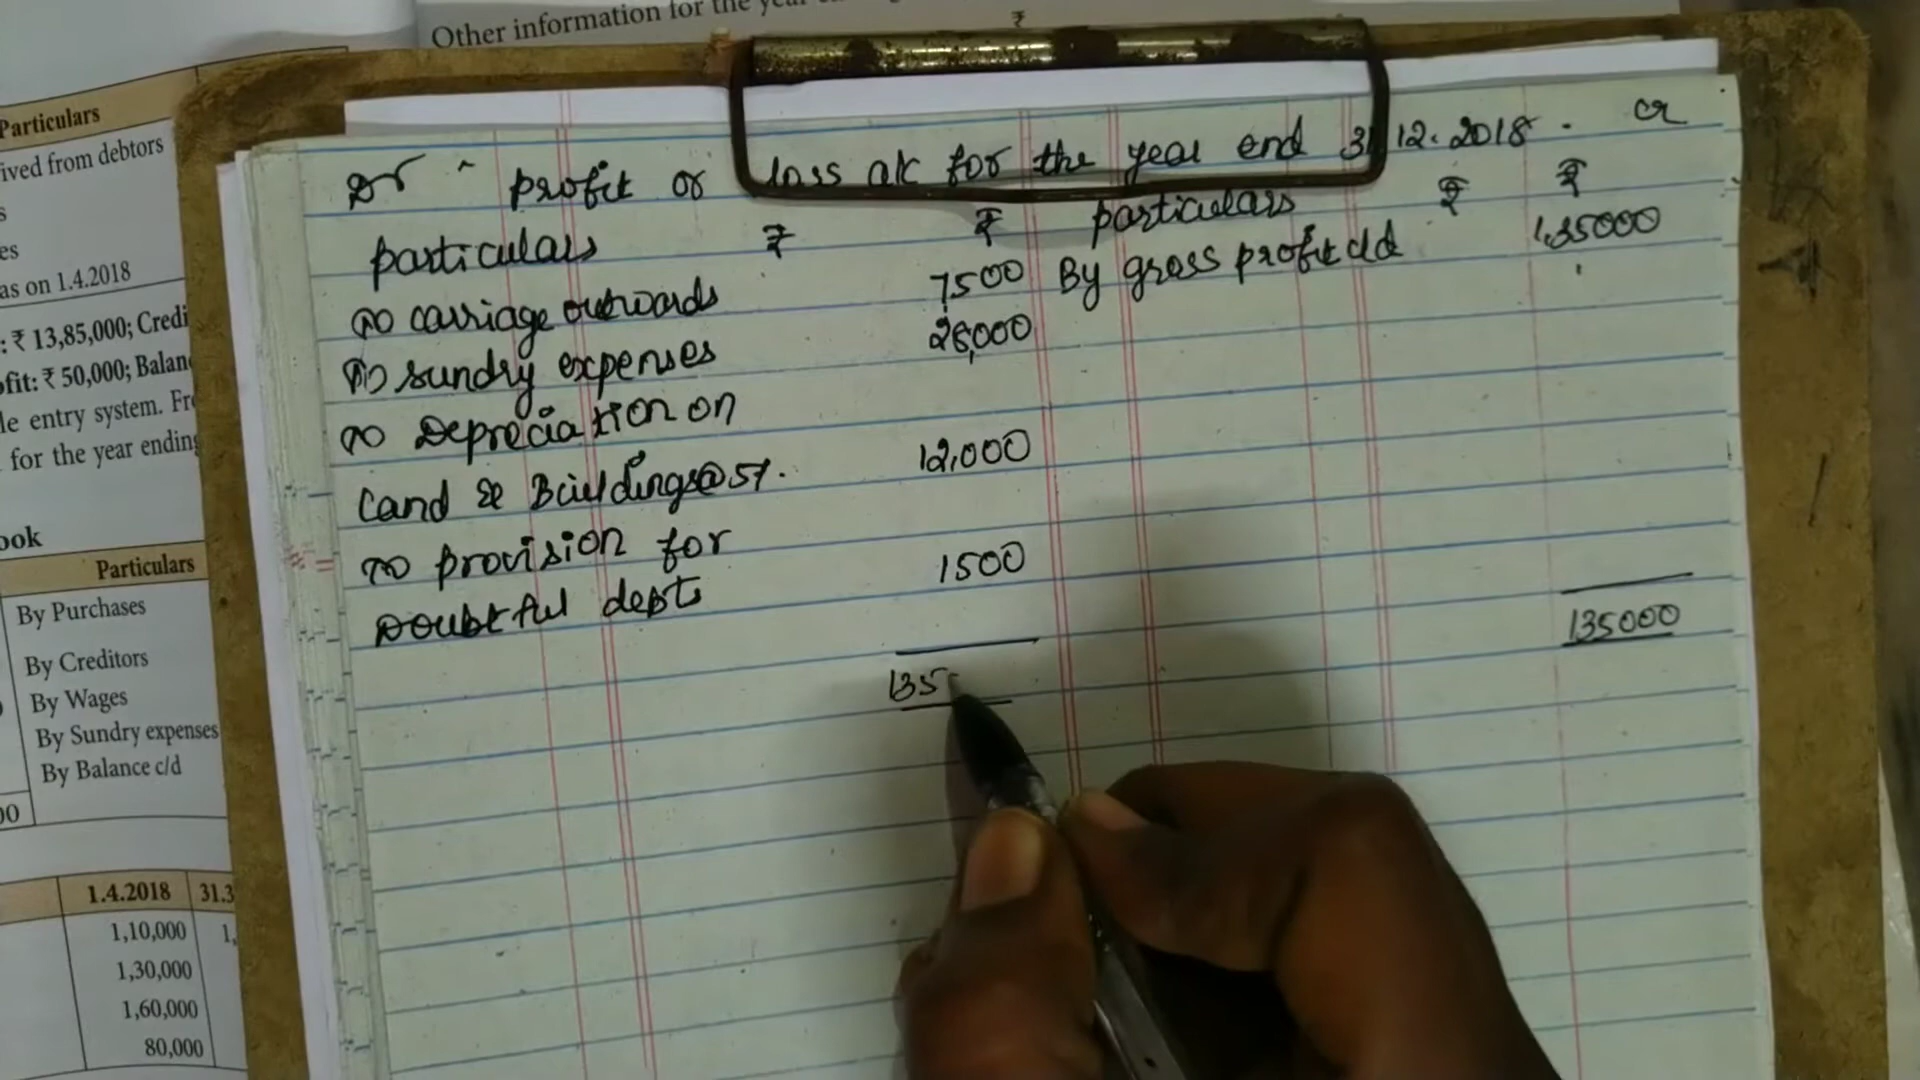 Other information for the year
₹
Particulars
ived from debtors
s
es
as on 1.4.2018
: ₹ 13,85,000; Credi
ofit: ₹ 50,000; Balan
le entry system. Fr
for the year ending
ook
Particulars
By Purchases
By Creditors
By Wages
By Sundry expenses
By Balance c/d
00
1.4.2018 31.3
1,10,000 1,
1,30,000
1,60,000
80,000
Dr profit or loss a/c for the year end 31.12.2018. cr
particulars ₹ ₹ particulars ₹ ₹
To carriage outwards 7500 By gross profit c/d 1,35000
To sundry expenses 28,000
To Depreciation on
Land & Buildings@5%. 12,000
To provision for
Doubtful debts 1500
135000
135